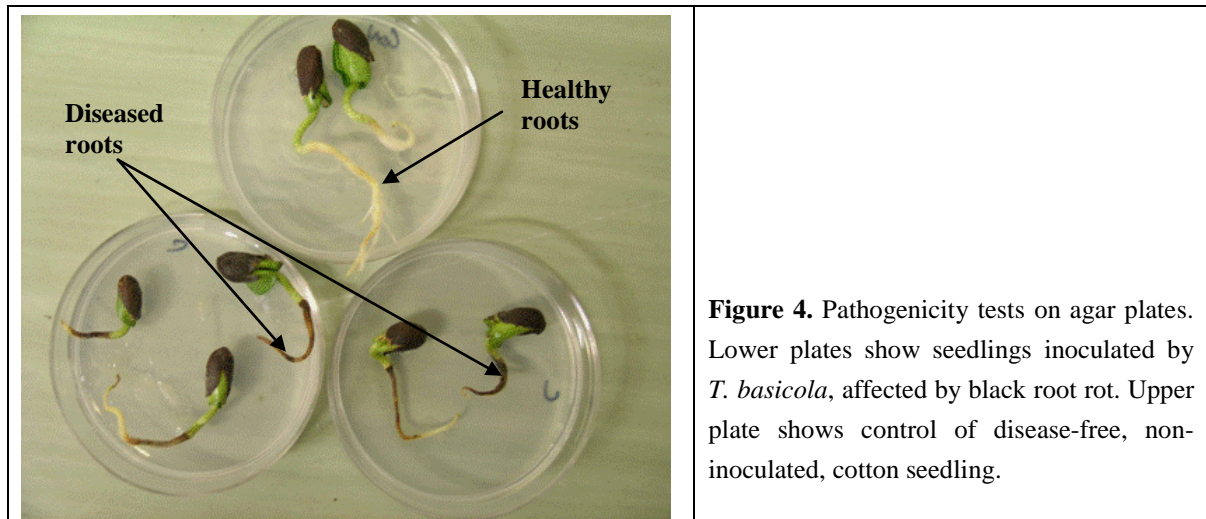 Diseased
roots
Healthy
roots
Figure 4. Pathogenicity tests on agar plates.
Lower plates show seedlings inoculated by
T. basicola, affected by black root rot. Upper
plate shows control of disease-free, non-
inoculated, cotton seedling.